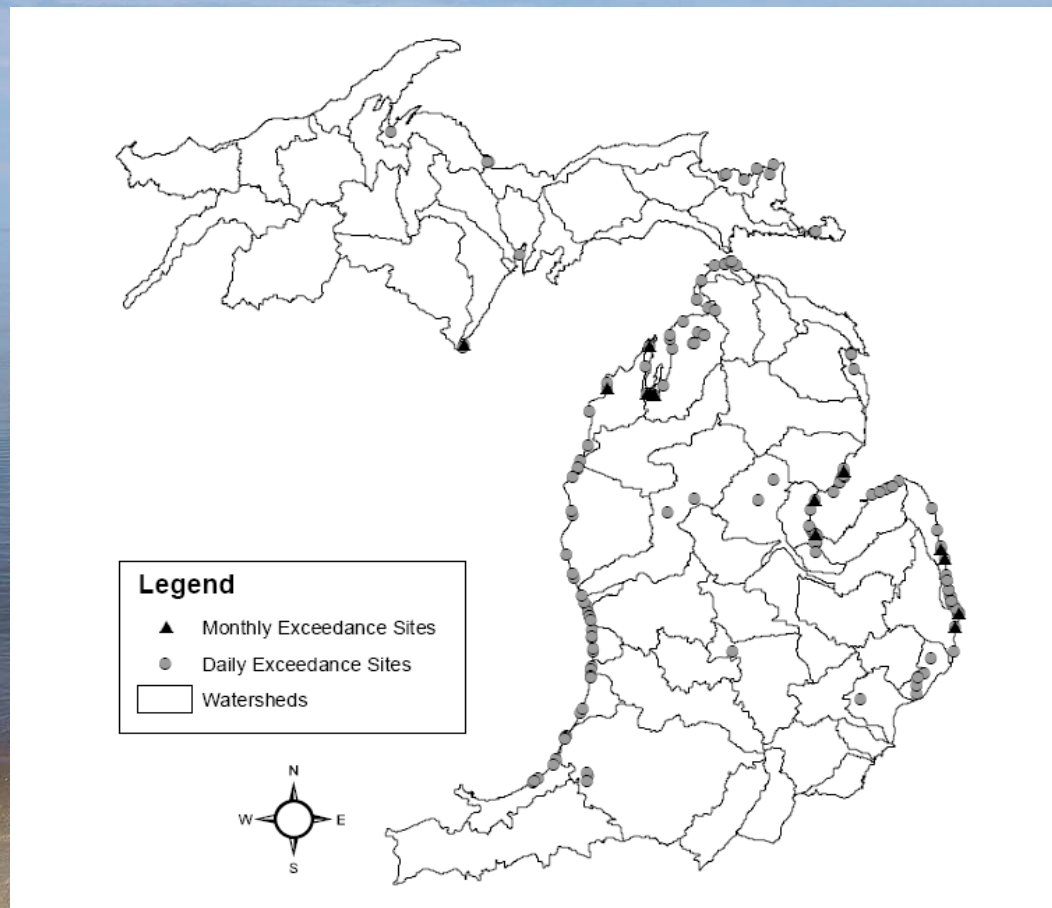 Legend
Monthly Exceedance Sites
Daily Exceedance Sites
Watersheds
N
W E
S